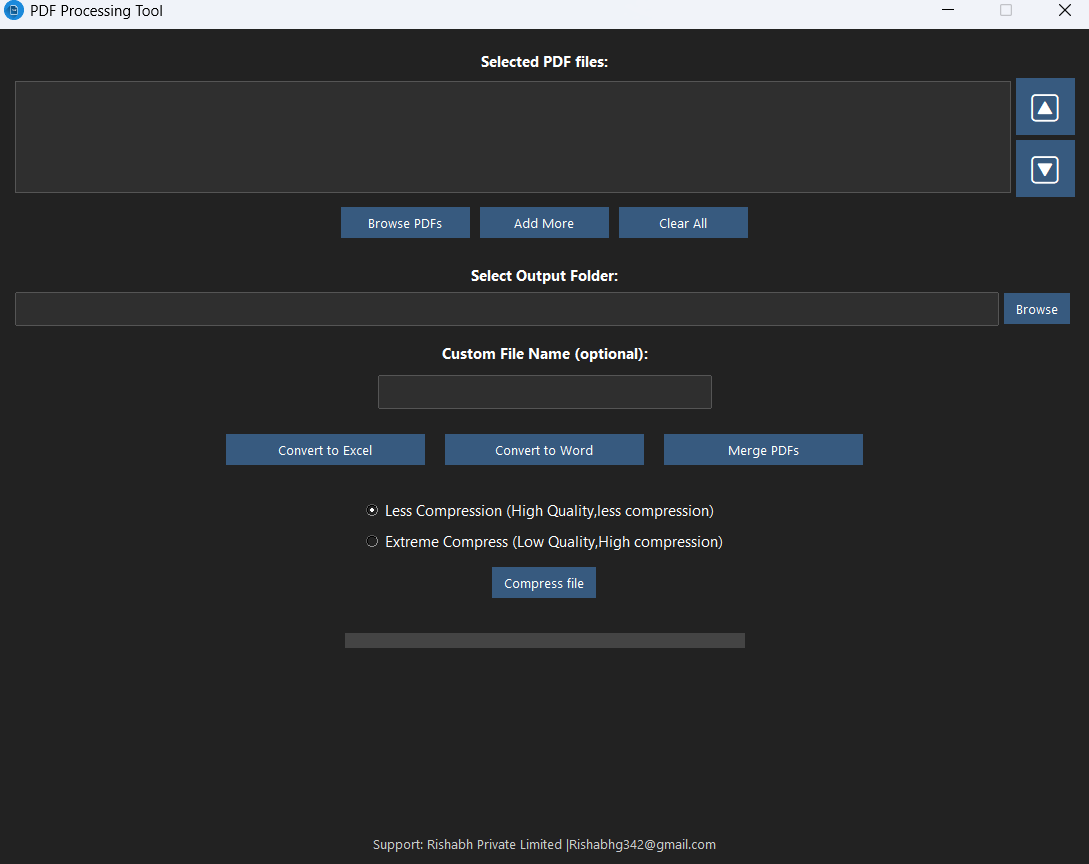 PDF Processing Tool
Selected PDF files:
Browse PDFs
Add More
Clear All
Select Output Folder:
Browse
Custom File Name (optional):
Convert to Excel
Convert to Word
Merge PDFs
Less Compression (High Quality,less compression)
Extreme Compress (Low Quality,High compression)
Compress file
Support: Rishabh Private Limited |Rishabhg342@gmail.com